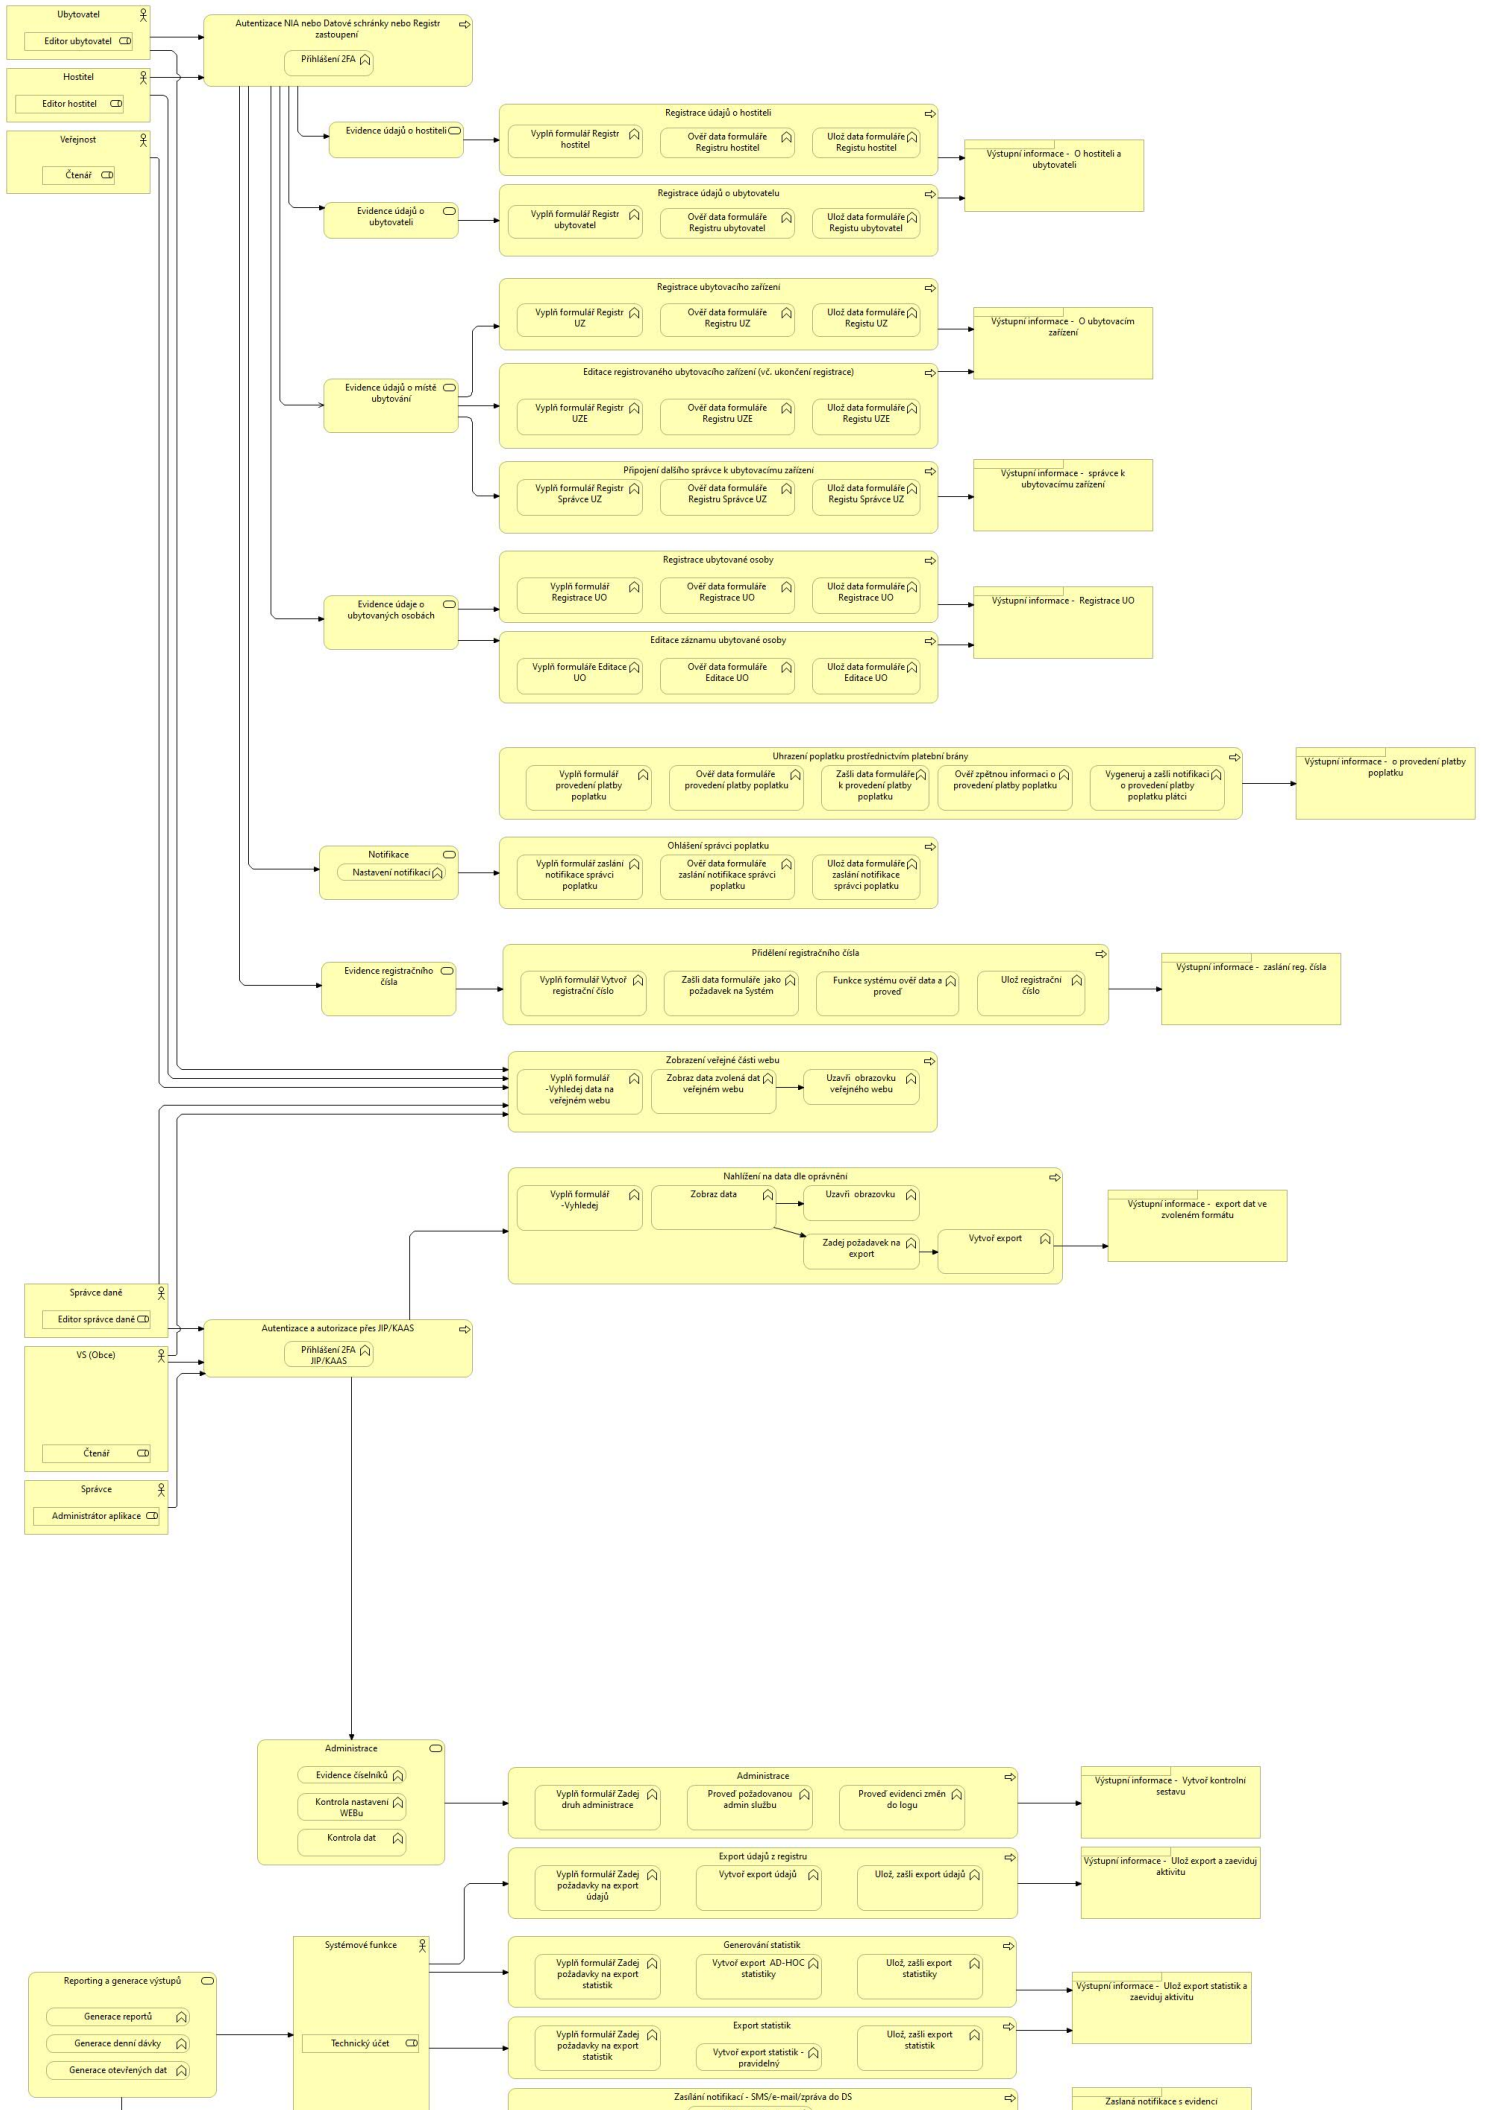 Ubytovatel
Editor ubytovatel
Hostitel
Editor hostitel
Veřejnost
Čtenář
Autentizace NIA nebo Datové schránky nebo Registr
zastoupení
Přihlášení 2FA
Evidence údajů o hostiteli
Registrace údajů o hostiteli
Vyplň formulář Registr
hostitel
Ověř data formuláře
Registru hostitel
Ulož data formuláře
Registu hostitel
Výstupní informace -  O hostiteli a
ubytovateli
Evidence údajů o
ubytovateli
Registrace údajů o ubytovatelu
Vyplň formulář Registr
ubytovatel
Ověř data formuláře
Registru ubytovatel
Ulož data formuláře
Registu ubytovatel
Registrace ubytovacího zařízení
Vyplň formulář Registr
UZ
Ověř data formuláře
Registru UZ
Ulož data formuláře
Registu UZ
Výstupní informace -  O ubytovacím
zařízení
Evidence údajů o místě
ubytování
Editace registrovaného ubytovacího zařízení (vč. ukončení registrace)
Vyplň formulář Registr
UZE
Ověř data formuláře
Registru UZE
Ulož data formuláře
Registu UZE
Připojení dalšího správce k ubytovacímu zařízení
Vyplň formulář Registr
Správce UZ
Ověř data formuláře
Registru Správce UZ
Ulož data formuláře
Registu Správce UZ
Výstupní informace -  správce k
ubytovacímu zařízení
Evidence údaje o
ubytovaných osobách
Registrace ubytované osoby
Vyplň formulář
Registrace UO
Ověř data formuláře
Registrace UO
Ulož data formuláře
Registrace UO
Výstupní informace -  Registrace UO
Editace záznamu ubytované osoby
Vyplň formuláře Editace
UO
Ověř data formuláře
Editace UO
Ulož data formuláře
Editace UO
Uhrazení poplatku prostřednictvím platební brány
Vyplň formulář
provedení platby
poplatku
Ověř data formuláře
provedení platby poplatku
Zašli data formuláře
k provedení platby
poplatku
Ověř zpětnou informaci o
provedení platby poplatku
Vygeneruj a zašli notifikaci
o provedení platby
poplatku plátci
Výstupní informace -  o provedení platby
poplatku
Notifikace
Nastavení notifikací
Ohlášení správci poplatku
Vyplň formulář zaslání
notifikace správci
poplatku
Ověř data formuláře
zaslání notifikace správci
poplatku
Ulož data formuláře
zaslání notifikace
správci poplatku
Evidence registračního
čísla
Přidělení registračního čísla
Vyplň formulář Vytvoř
registrační číslo
Zašli data formuláře  jako
požadavek na Systém
Funkce systému ověř data a
proveď
Ulož registrační
číslo
Výstupní informace -  zaslání reg. čísla
Zobrazení veřejné části webu
Vyplň formulář
-Vyhledej data na
veřejném webu
Zobraz data zvolená dat
veřejném webu
Uzavři  obrazovku
veřejného webu
Nahlížení na data dle oprávnění
Vyplň formulář
-Vyhledej
Zobraz data
Uzavři  obrazovku
Zadej požadavek na
export
Vytvoř export
Výstupní informace -  export dat ve
zvoleném formátu
Správce daně
Editor správce daně
VS (Obce)
Čtenář
Správce
Administrátor aplikace
Autentizace a autorizace přes JIP/KAAS
Přihlášení 2FA
JIP/KAAS
Administrace
Evidence číselníků
Kontrola nastavení
WEBu
Kontrola dat
Administrace
Vyplň formulář Zadej
druh administrace
Proveď požadovanou
admin službu
Proveď evidenci změn
do logu
Výstupní informace -  Vytvoř kontrolní
sestavu
Export údajů z registru
Vyplň formulář Zadej
požadavky na export
údajů
Vytvoř export údajů
Ulož, zašli export údajů
Výstupní informace -  Ulož export a zaeviduj
aktivitu
Reporting a generace výstupů
Generace reportů
Generace denní dávky
Generace otevřených dat
Systémové funkce
Technický účet
Generování statistik
Vyplň formulář Zadej
požadavky na export
statistik
Vytvoř export  AD-HOC
statistiky
Ulož, zašli export
statistiky
Výstupní informace -  Ulož export statistik a
zaeviduj aktivitu
Export statistik
Vyplň formulář Zadej
požadavky na export
statistik
Vytvoř export statistik -
pravidelný
Ulož, zašli export
statistik
Zasílání notifikací - SMS/e-mail/zpráva do DS
Zaslaná notifikace s evidencí